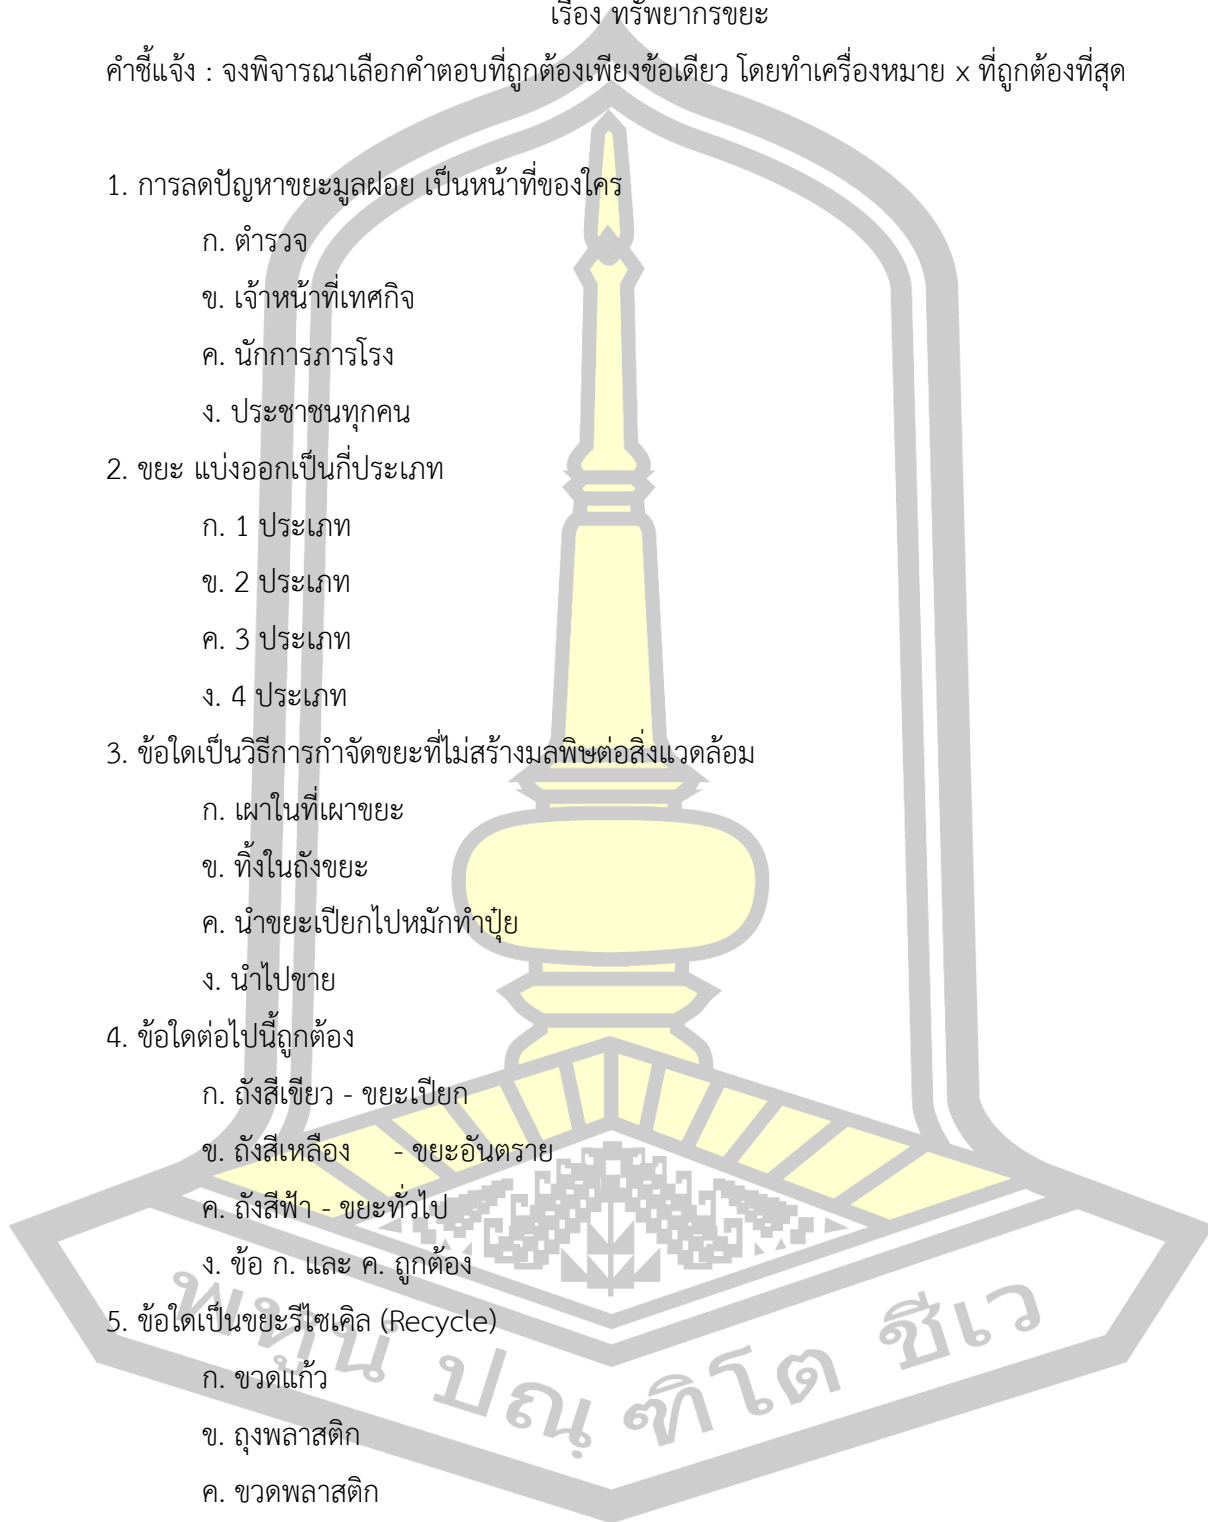 เรื่อง ทรัพยากรขยะ
คำชี้แจ้ง : จงพิจารณาเลือกคำตอบที่ถูกต้องเพียงข้อเดียว โดยทำเครื่องหมาย × ที่ถูกต้องที่สุด
1. การลดปัญหาขยะมูลฝอย เป็นหน้าที่ของใคร
ก. ตำรวจ
ข. เจ้าหน้าที่เทศกิจ
ค. นักการภารโรง
ง. ประชาชนทุกคน
2. ขยะ แบ่งออกเป็นกี่ประเภท
ก. 1 ประเภท
ข. 2 ประเภท
ค. 3 ประเภท
ง. 4 ประเภท
3. ข้อใดเป็นวิธีการกำจัดขยะที่ไม่สร้างมลพิษต่อสิ่งแวดล้อม
ก. เผาในที่เผาขยะ
ข. ทิ้งในถังขยะ
ค. นำขยะเปียกไปหมักทำปุ๋ย
ง. นำไปขาย
4. ข้อใดต่อไปนี้ถูกต้อง
ก. ถังสีเขียว - ขยะเปียก
ข. ถังสีเหลือง - ขยะอันตราย
ค. ถังสีฟ้า - ขยะทั่วไป
ง. ข้อ ก. และ ค. ถูกต้อง
5. ข้อใดเป็นขยะรีไซเคิล (Recycle)
ก. ขวดแก้ว
ข. ถุงพลาสติก
ค. ขวดพลาสติก
พหูน ปณฺ ฑิโต ชีเว